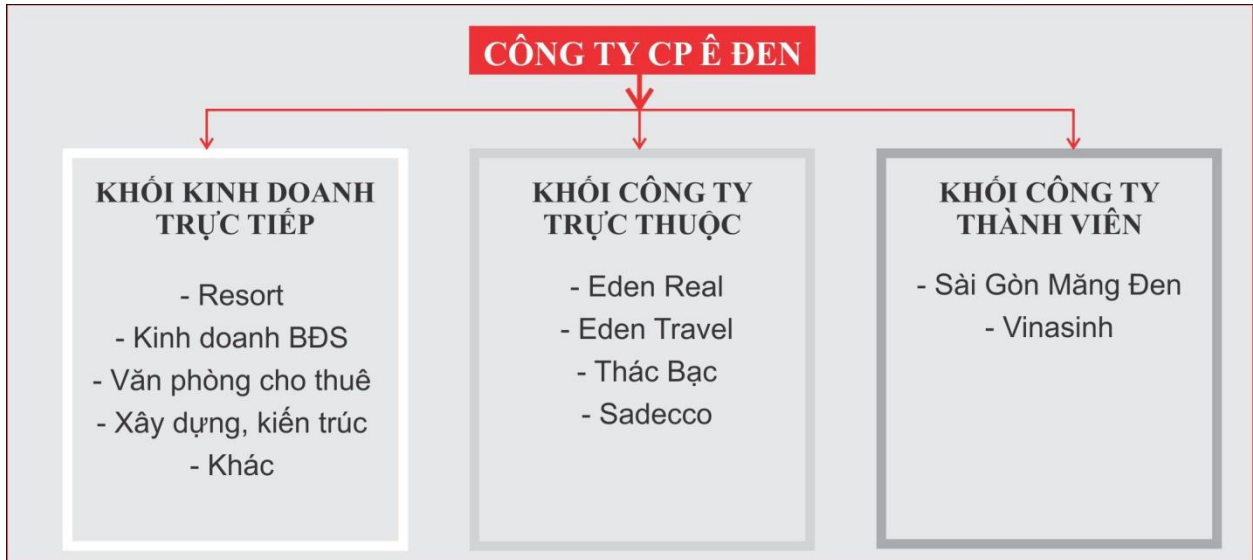 CÔNG TY CP Ê ĐEN
KHỐI KINH DOANH
TRỰC TIẾP
- Resort
- Kinh doanh BĐS
- Văn phòng cho thuê
- Xây dựng, kiến trúc
- Khác
KHỐI CÔNG TY
TRỰC THUỘC
- Eden Real
- Eden Travel
- Thác Bạc
- Sadecco
KHỐI CÔNG TY
THÀNH VIÊN
- Sài Gòn Măng Đen
- Vinasinh